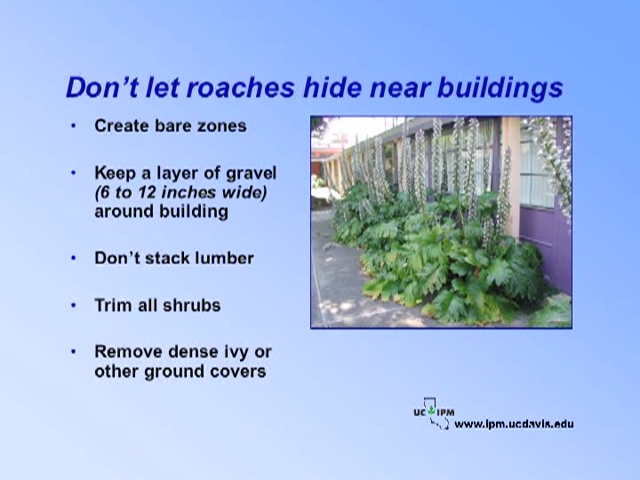 Don't let roaches hide near buildings
• Create bare zones
• Keep a layer of gravel
(6 to 12 inches wide)
around building
• Don't stack lumber
• Trim all shrubs
• Remove dense ivy or
other ground covers
UC IPM
www.ipm.ucdavis.edu